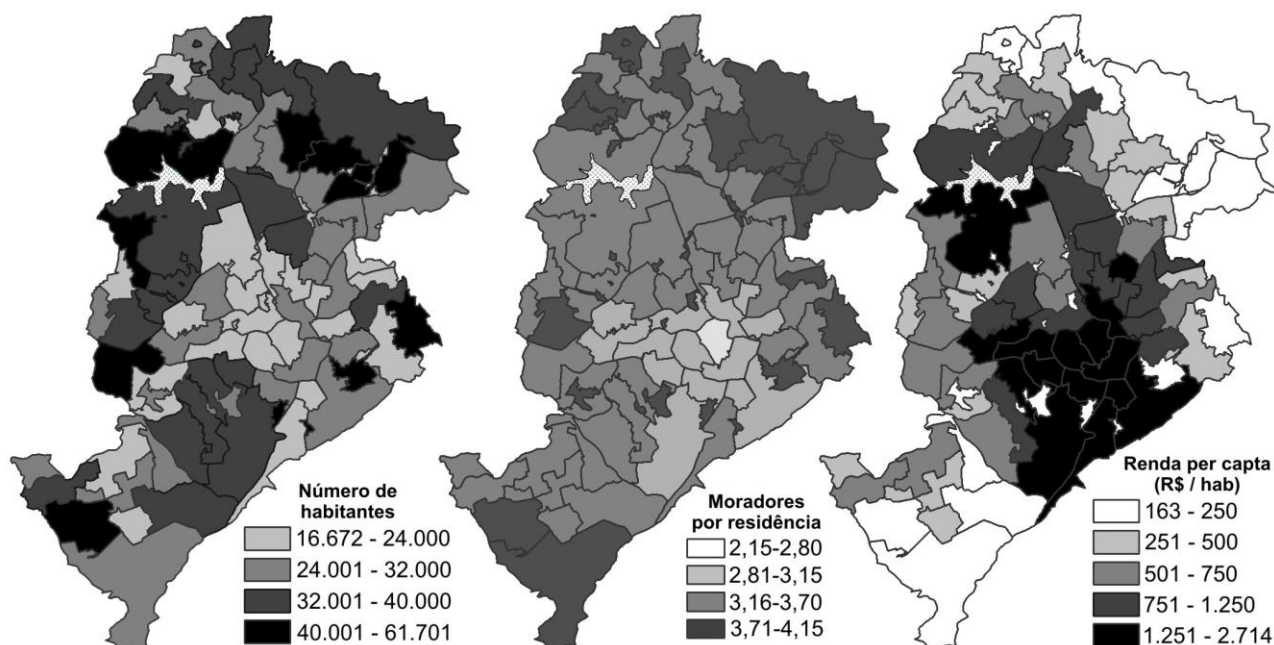 Número de
habitantes
16.672 - 24.000
24.001 - 32.000
32.001 - 40.000
40.001 - 61.701
Moradores
por residência
2,15-2,80
2,81-3,15
3,16-3,70
3,71-4,15
Renda per capta
(R$ / hab)
163 - 250
251 - 500
501 - 750
751 - 1.250
1.251 - 2.714